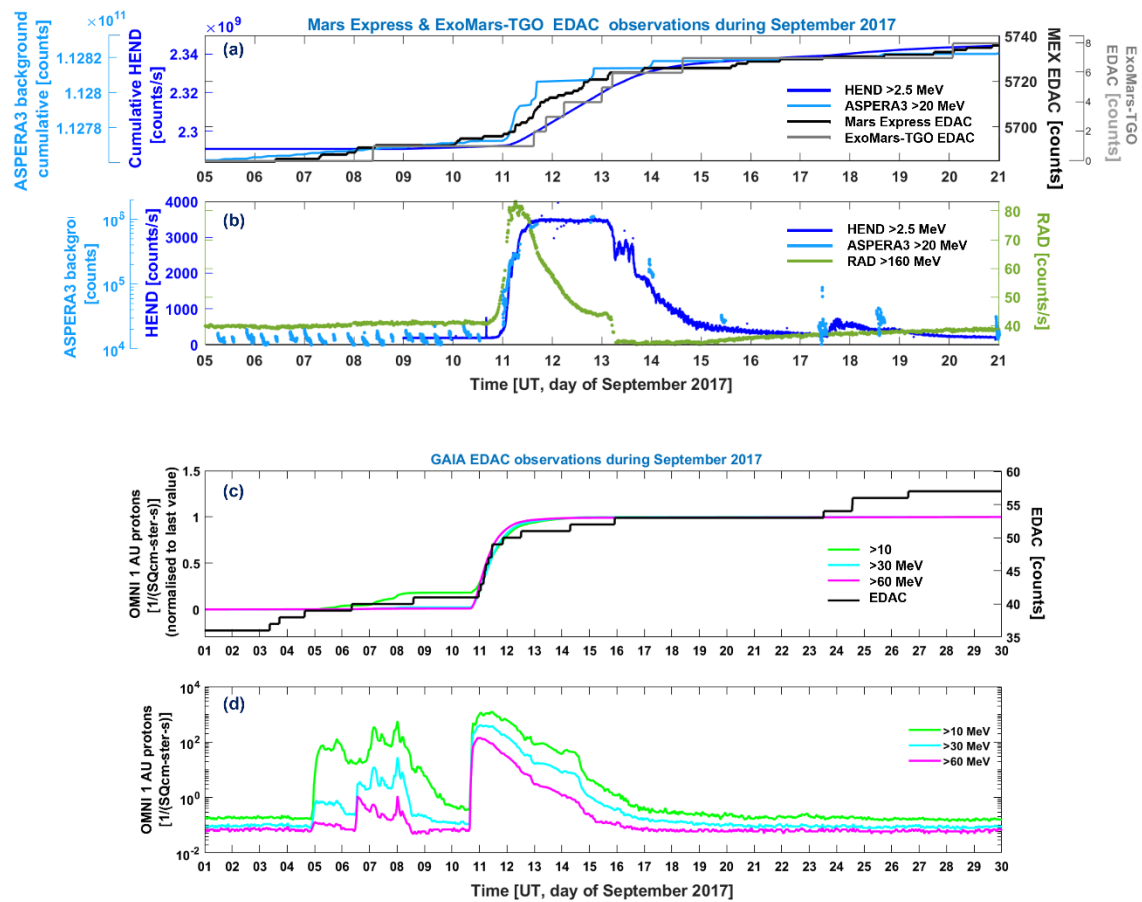 Mars Express & ExoMars-TGO EDAC observations during September 2017
×10^11
×10^9
(a)
ASPERA3 background
cumulative [counts]
1.1282
1.128
1.1278
Cumulative HEND
[counts/s]
2.34
2.32
2.3
5740
5720
5700
MEX EDAC [counts]
8
6
4
2
0
ExoMars-TGO
EDAC [counts]
HEND >2.5 MeV
ASPERA3 >20 MeV
Mars Express EDAC
ExoMars-TGO EDAC
05 06 07 08 09 10 11 12 13 14 15 16 17 18 19 20 21
(b)
ASPERA3 backgro
[counts]
10^5
10^5
10^4
HEND [counts/s]
4000
3000
2000
1000
0
80
70
60
50
40
RAD
[counts/s]
HEND >2.5 MeV
ASPERA3 >20 MeV
RAD >160 MeV
05 06 07 08 09 10 11 12 13 14 15 16 17 18 19 20 21
Time [UT, day of September 2017]
GAIA EDAC observations during September 2017
(c)
OMNI 1 AU protons
[1/(SQcm-ster-s)]
(normalised to last value)
1.5
1
0.5
0
60
55
50
45
40
35
EDAC [counts]
>10
>30 MeV
>60 MeV
EDAC
01 02 03 04 05 06 07 08 09 10 11 12 13 14 15 16 17 18 19 20 21 22 23 24 25 26 27 28 29 30
(d)
OMNI 1 AU protons
[1/(SQcm-ster-s)]
10^4
10^2
10^0
10^-2
>10 MeV
>30 MeV
>60 MeV
01 02 03 04 05 06 07 08 09 10 11 12 13 14 15 16 17 18 19 20 21 22 23 24 25 26 27 28 29 30
Time [UT, day of September 2017]